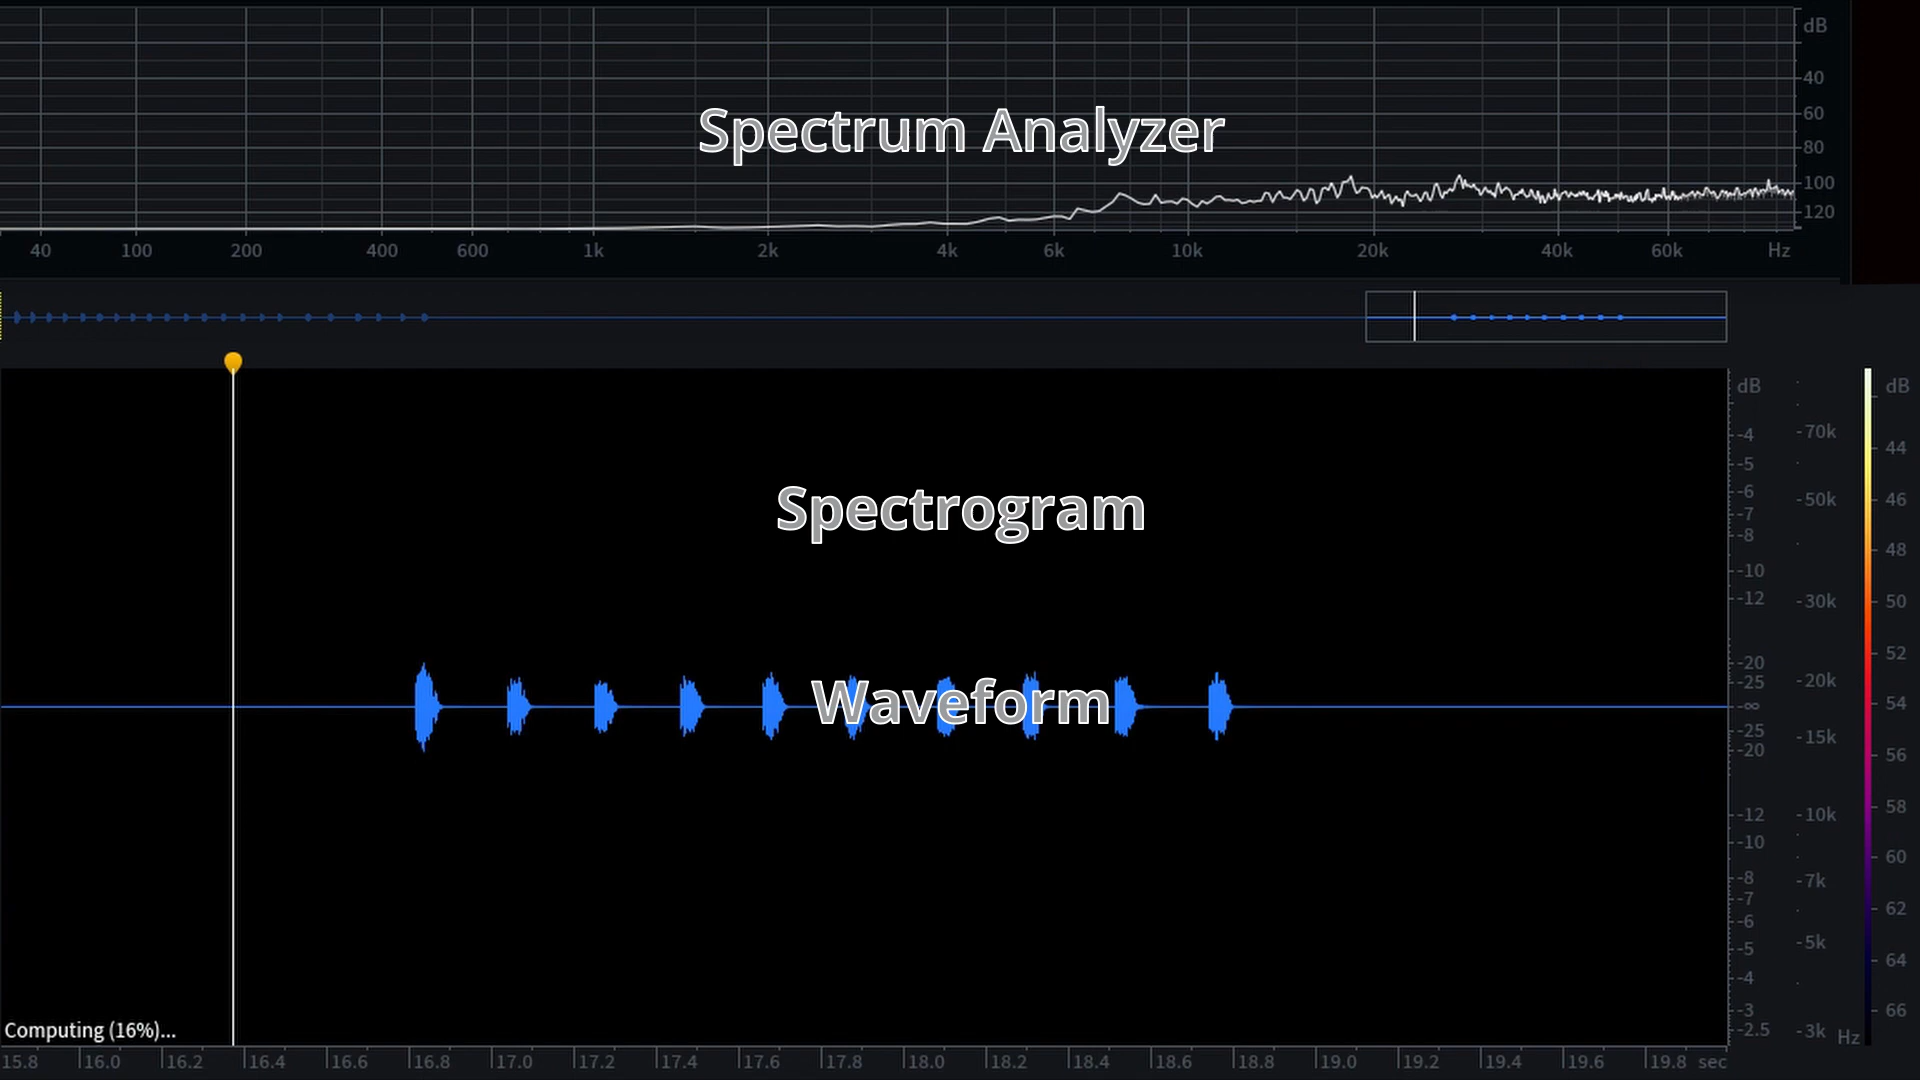 dB
40
60
Spectrum Analyzer
80
100
120
40 100 200 400 600 1k 2k 4k 6k 10k 20k 40k 60k Hz
dB dB
-4 -70k 44
-5
-6 -50k 46
Spectrogram
-7
-8 48
-10
-12 -30k 50
-20 52
-25 -20k
Waveform
-∞ 54
-25 -15k
-20 56
-12 -10k 58
-10
-8 -7k 60
-7
-6 62
-5 -5k
-4 64
-3 66
Computing (16%)...
-2.5 -3k Hz
15.8 16.0 16.2 16.4 16.6 16.8 17.0 17.2 17.4 17.6 17.8 18.0 18.2 18.4 18.6 18.8 19.0 19.2 19.4 19.6 19.8 sec